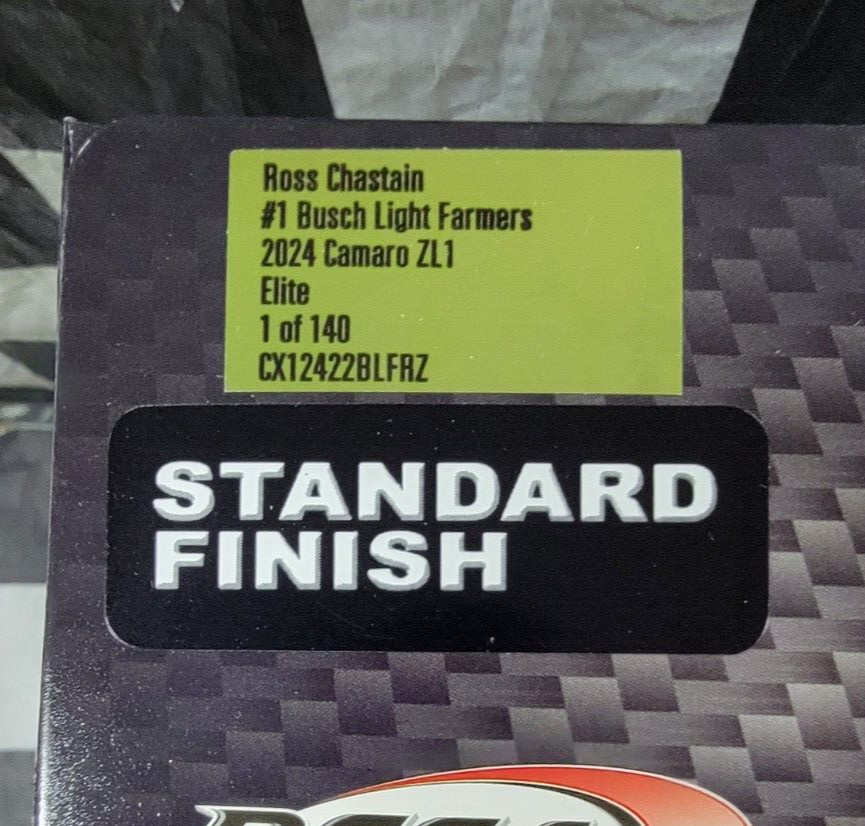 Ross Chastain
#1 Busch Light Farmers
2024 Camaro ZL1
Elite
1 of 140
CX12422BLFRZ
STANDARD
FINISH